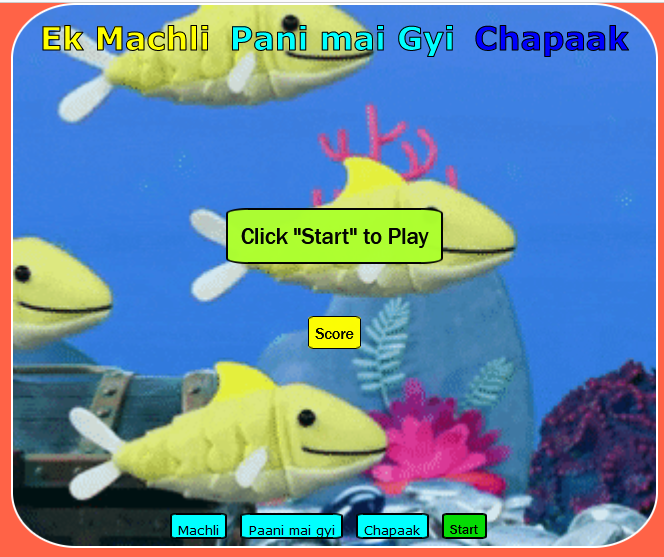 Ek Machli Pani mai Gyi Chapaak
Click "Start" to Play
Score
Machli Paani mai gyi Chapaak Start